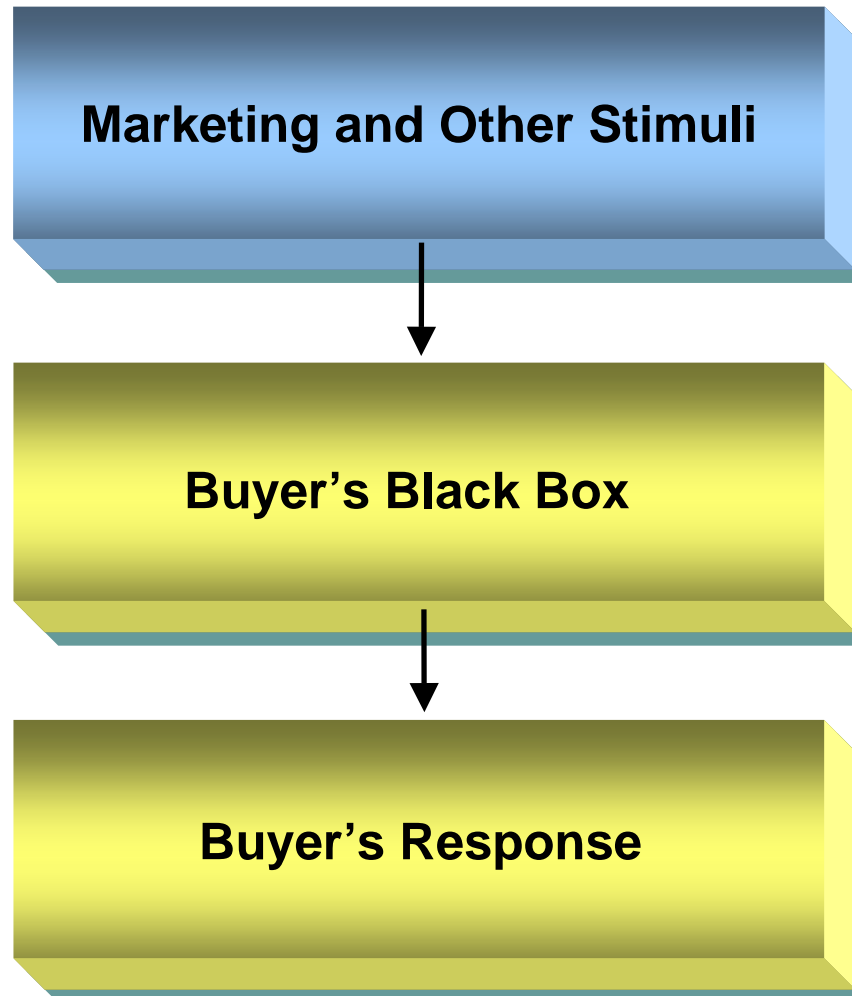 Marketing and Other Stimuli
Buyer’s Black Box
Buyer’s Response